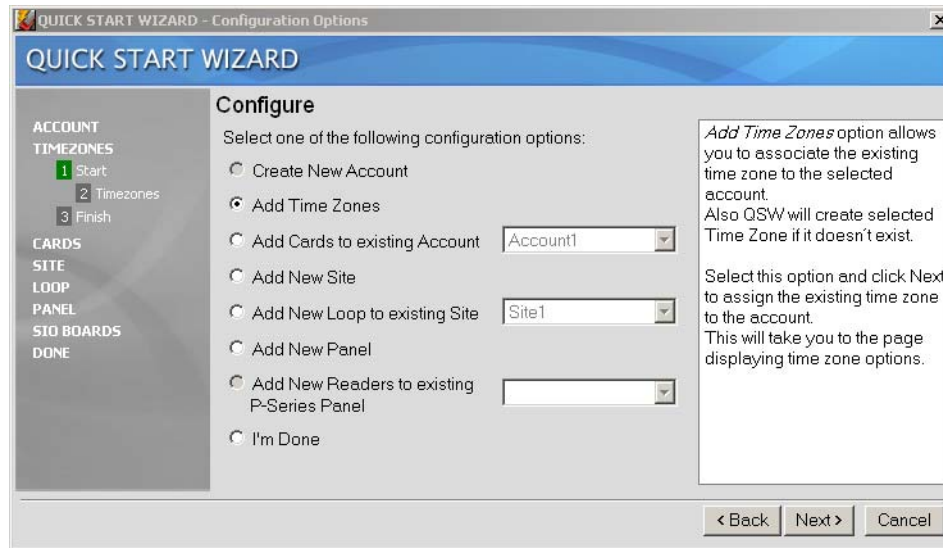 QUICK START WIZARD - Configuration Options
QUICK START WIZARD
ACCOUNT
TIMEZONES
1 Start
2 Timezones
3 Finish
CARDS
SITE
LOOP
PANEL
SIO BOARDS
DONE
Configure
Select one of the following configuration options:
Create New Account
Add Time Zones
Add Cards to existing Account Account1
Add New Site
Add New Loop to existing Site Site1
Add New Panel
Add New Readers to existing
P-Series Panel
I'm Done
Add Time Zones option allows
you to associate the existing
time zone to the selected
account.
Also QSW will create selected
Time Zone if it doesn´t exist.
Select this option and click Next
to assign the existing time zone
to the account.
This will take you to the page
displaying time zone options.
< Back Next > Cancel